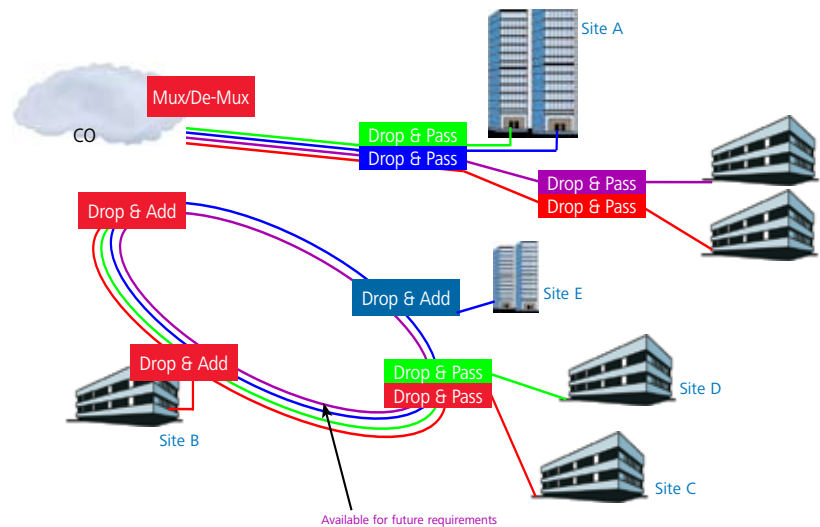 Site A
Mux/De-Mux
CO
Drop & Pass
Drop & Pass
Drop & Pass
Drop & Pass
Drop & Add
Drop & Add
Site E
Drop & Add
Drop & Pass
Drop & Pass
Site D
Site B
Site C
Available for future requirements